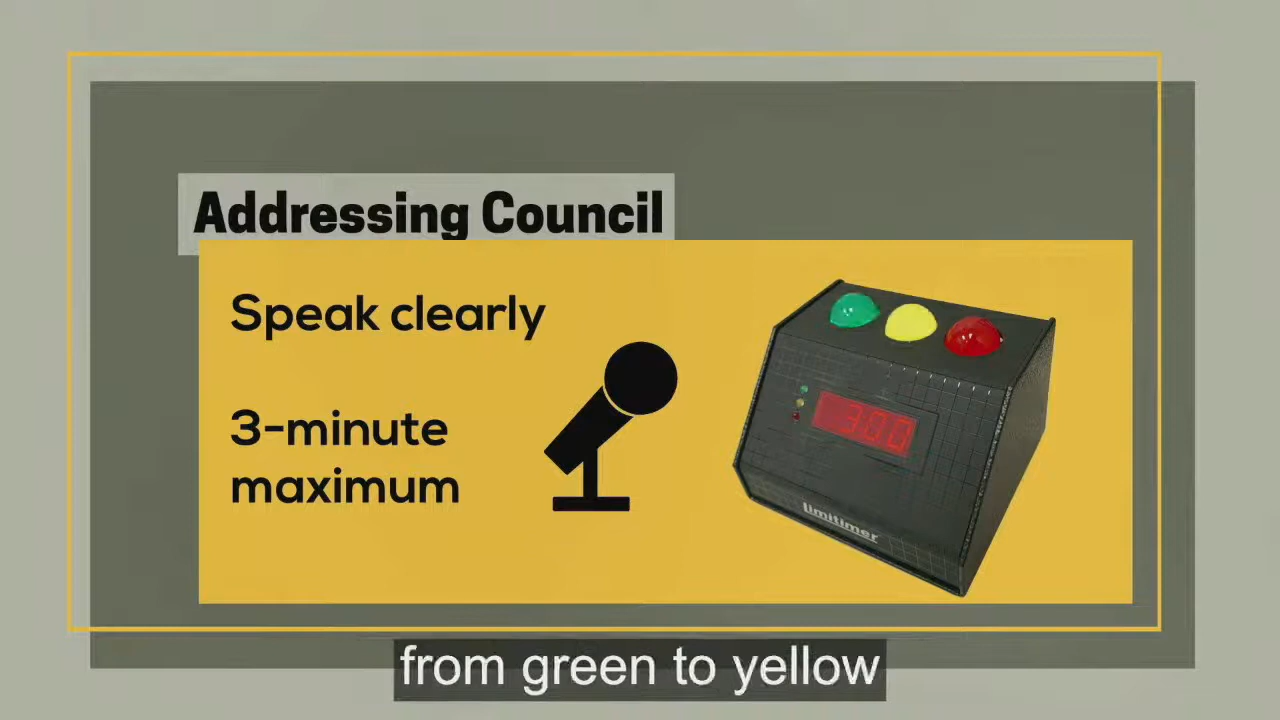 Addressing Council
Speak clearly
3-minute
maximum
3:00
limitimer
from green to yellow